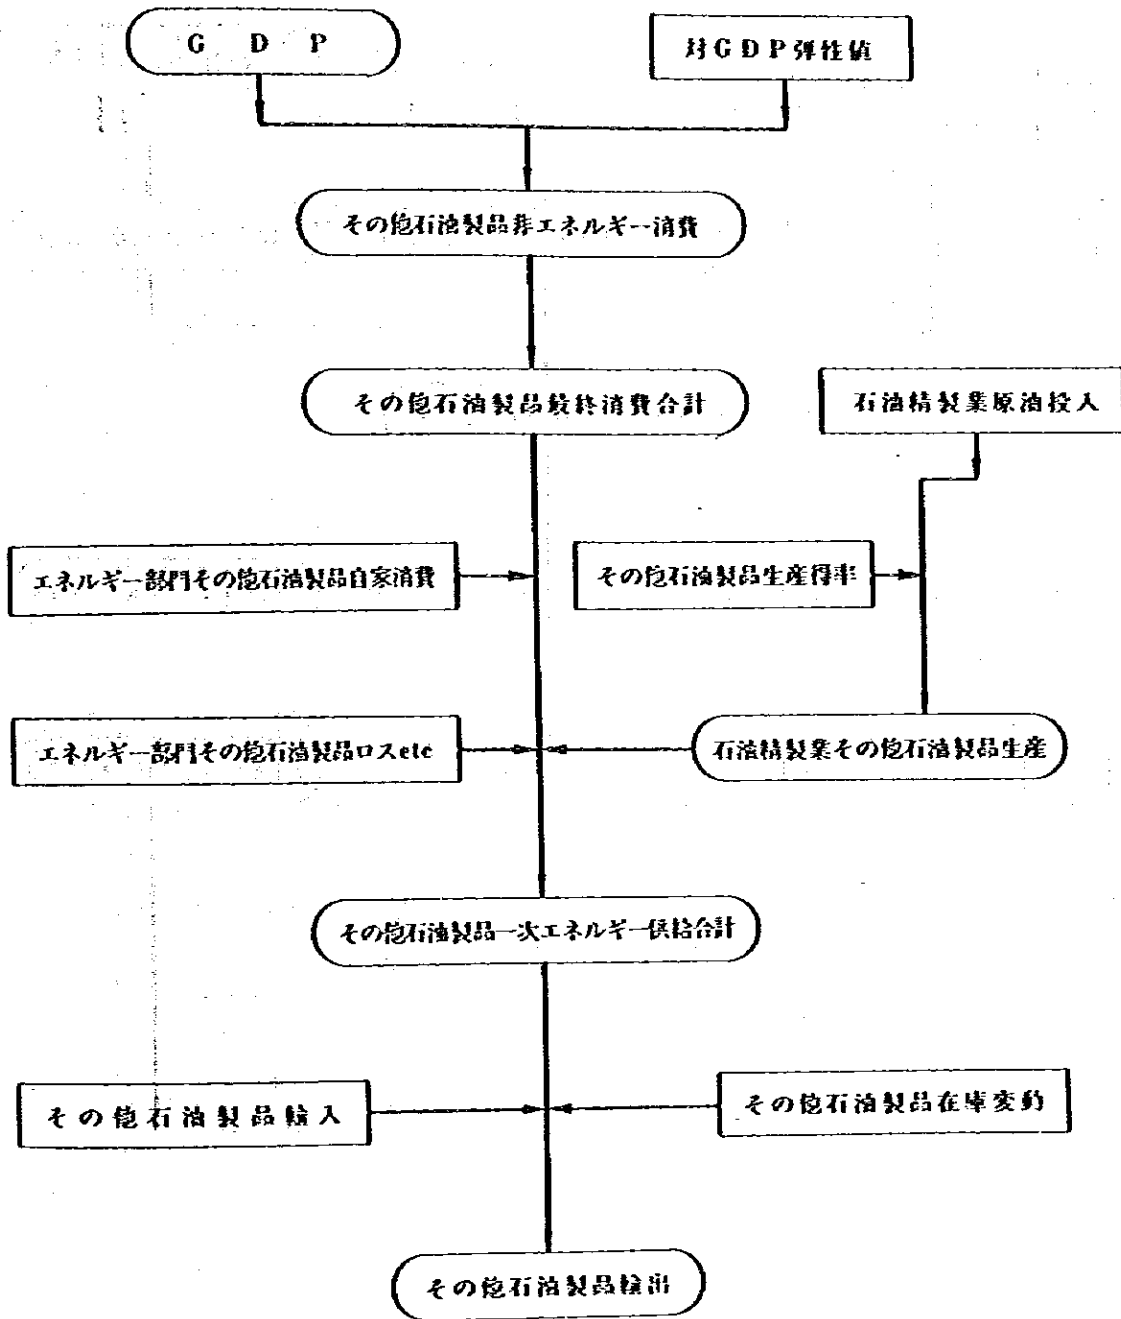 GDP
対GDP弾性値
その他石油製品非エネルギー消費
その他石油製品最終消費合計
石油精製業原油投入
エネルギー部門その他石油製品自家消費
その他石油製品生産得率
エネルギー部門その他石油製品ロスetc
石油精製業その他石油製品生産
その他石油製品一次エネルギー供給合計
その他石油製品輸入
その他石油製品在庫変動
その他石油製品輸出